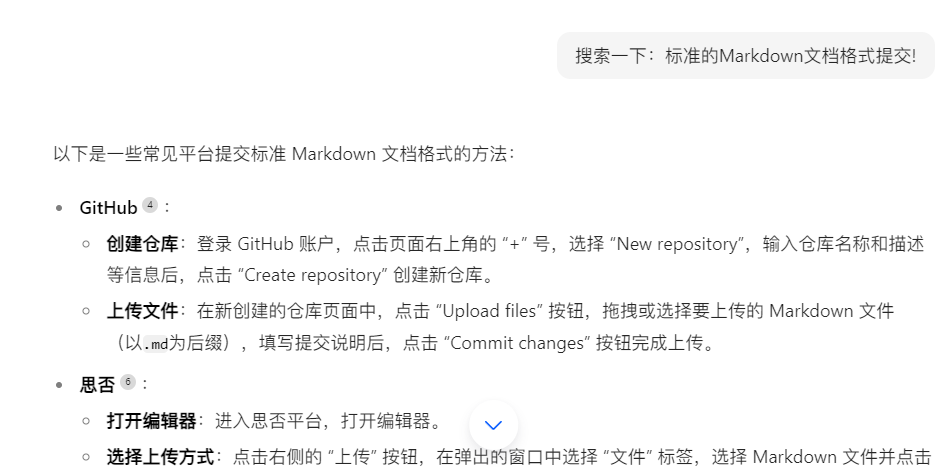 搜索一下：标准的Markdown文档格式提交!
以下是一些常见平台提交标准 Markdown 文档格式的方法：
GitHub 4 ：
创建仓库：登录 GitHub 账户，点击页面右上角的 “+” 号，选择 “New repository”，输入仓库名称和描述
等信息后，点击 “Create repository” 创建新仓库。
上传文件：在新创建的仓库页面中，点击 “Upload files” 按钮，拖拽或选择要上传的 Markdown 文件
（以.md为后缀），填写提交说明后，点击 “Commit changes” 按钮完成上传。
思否 6 ：
打开编辑器：进入思否平台，打开编辑器。
选择上传方式：点击右侧的 “上传” 按钮，在弹出的窗口中选择 “文件” 标签，选择 Markdown 文件并点击